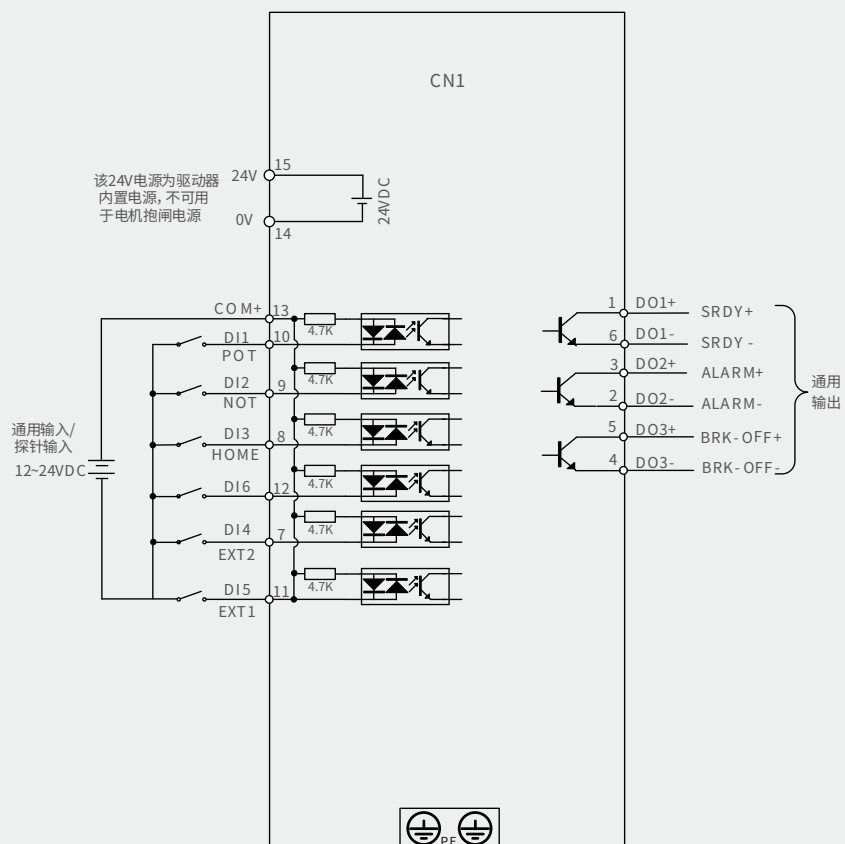 CN1
15
该24V电源为驱动器
内置电源，不可用
于电机抱闸电源
24V
24VDC
0V
14
COM+
13
4.7K
DI1
10
POT
4.7K
DI2
9
NOT
4.7K
DI3
8
HOME
4.7K
DI6
12
4.7K
DI4
7
EXT2
4.7K
DI5
11
EXT1
通用输入/
探针输入
12~24VDC
1
DO1+
SRDY+
6
DO1-
SRDY -
3
DO2+
ALARM+
2
DO2-
ALARM-
5
DO3+
BRK-OFF+
4
DO3-
BRK-OFF-
通用
输出
PE